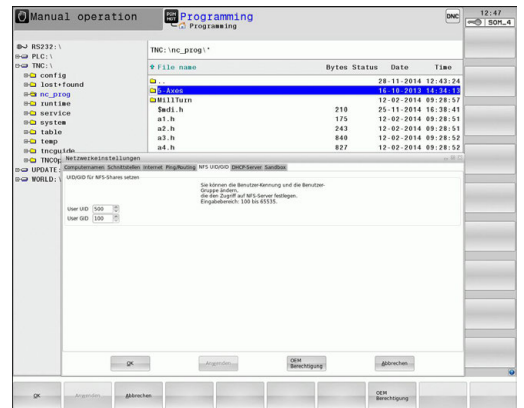 Manual operation
PGM MGT
Programming
Programming
DNC
12:47
SOM_4
RS232:\
PLC:\
TNC:\
config
lost+found
nc_prog
runtime
service
system
table
temp
tncguide
TNCOp
UPDATE:
WORLD:\
TNC:\nc_prog\*
File name Bytes Status Date Time
.. 28-11-2014 12:43:24
5-Axes 16-10-2013 14:34:13
MillTurn 12-02-2014 09:28:57
$mdi.h 210 25-11-2014 16:38:41
a1.h 175 12-02-2014 09:28:51
a2.h 243 12-02-2014 09:28:51
a3.h 840 12-02-2014 09:28:52
a4.h 827 12-02-2014 09:28:52
Netzwerkeinstellungen
Computernamen Schnittstellen Internet Ping/Routing NFS UID/GID DHCP-Server Sandbox
UID/GID für NFS-Shares setzen
Sie können die Benutzer-Kennung und die Benutzer-
Gruppe ändern,
die den Zugriff auf NFS-Server festlegen.
Eingabebereich: 100 bis 65535.
User UID 500
User GID 100
OK
Anwenden
OEM
Berechtigung
Abbrechen
OK
Anwenden
Abbrechen
OEM
Berechtigung